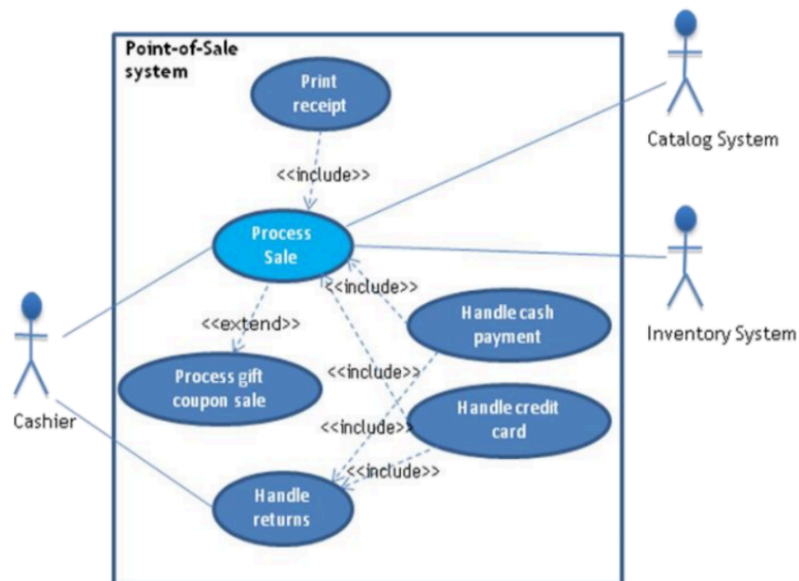 Point-of-Sale
system
Print
receipt
Catalog System
<<include>>
Process
Sale
<<include>>
Handle cash
payment
Inventory System
<<extend>>
Process gift
coupon sale
<<include>>
Handle credit
card
Cashier
<<include>>
<<include>>
Handle
returns